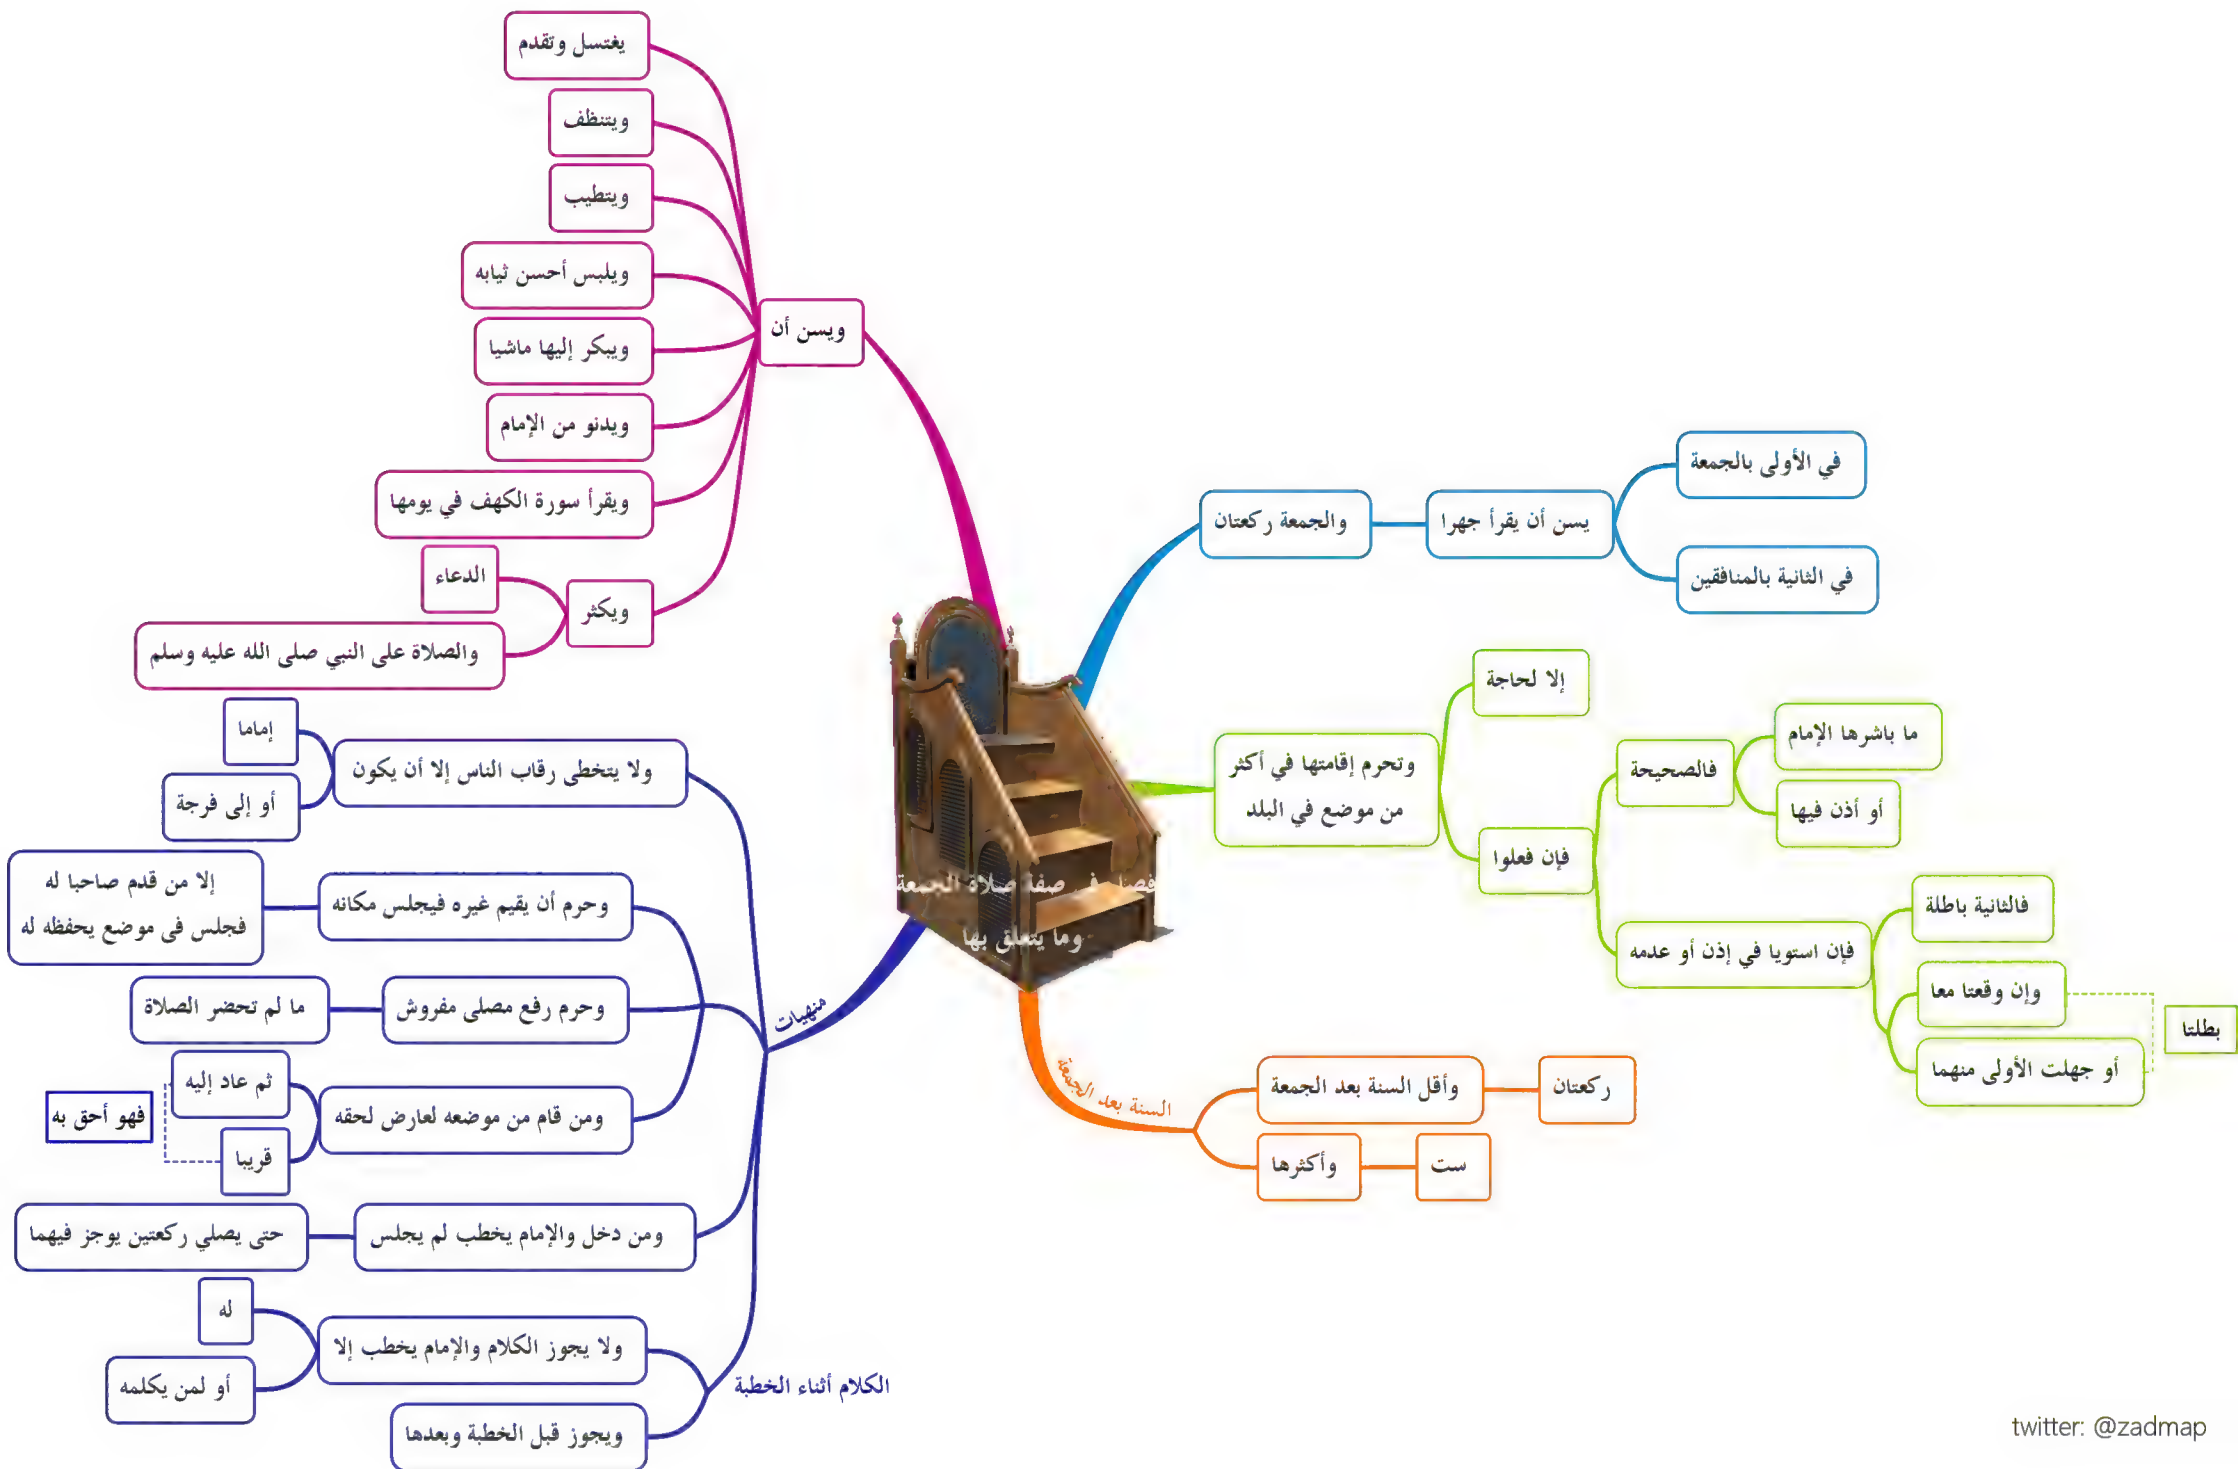 فصل في صفة صلاة الجمعة
وما يتعلق بها
والجمعة ركعتان
يسن أن يقرأ جهرا
في الأولى بالجمعة
في الثانية بالمنافقين
وتحرم إقامتها في أكثر
من موضع في البلد
إلا لحاجة
فإن فعلوا
فالصحيحة
ما باشرها الإمام
أو أذن فيها
فإن استويا في إذن أو عدمه
فالثانية باطلة
وإن وقعتا معا
أو جهلت الأولى منهما
بطلتا
السنة بعد الجمعة
وأقل السنة بعد الجمعة
ركعتان
وأكثرها
ست
ويسن أن
يغتسل وتقدم
ويتنظف
ويتطيب
ويلبس أحسن ثيابه
ويبكر إليها ماشيا
ويدنو من الإمام
ويقرأ سورة الكهف في يومها
ويكثر
الدعاء
والصلاة على النبي صلى الله عليه وسلم
منهيات
ولا يتخطى رقاب الناس إلا أن يكون
إماما
أو إلى فرجة
وحرم أن يقيم غيره فيجلس مكانه
إلا من قدم صاحبا له
فجلس في موضع يحفظه له
وحرم رفع مصلى مفروش
ما لم تحضر الصلاة
ومن قام من موضعه لعارض لحقه
ثم عاد إليه
قريبا
فهو أحق به
ومن دخل والإمام يخطب لم يجلس
حتى يصلي ركعتين يوجز فيهما
الكلام أثناء الخطبة
ولا يجوز الكلام والإمام يخطب إلا
له
أو لمن يكلمه
ويجوز قبل الخطبة وبعدها
twitter: @zadmap